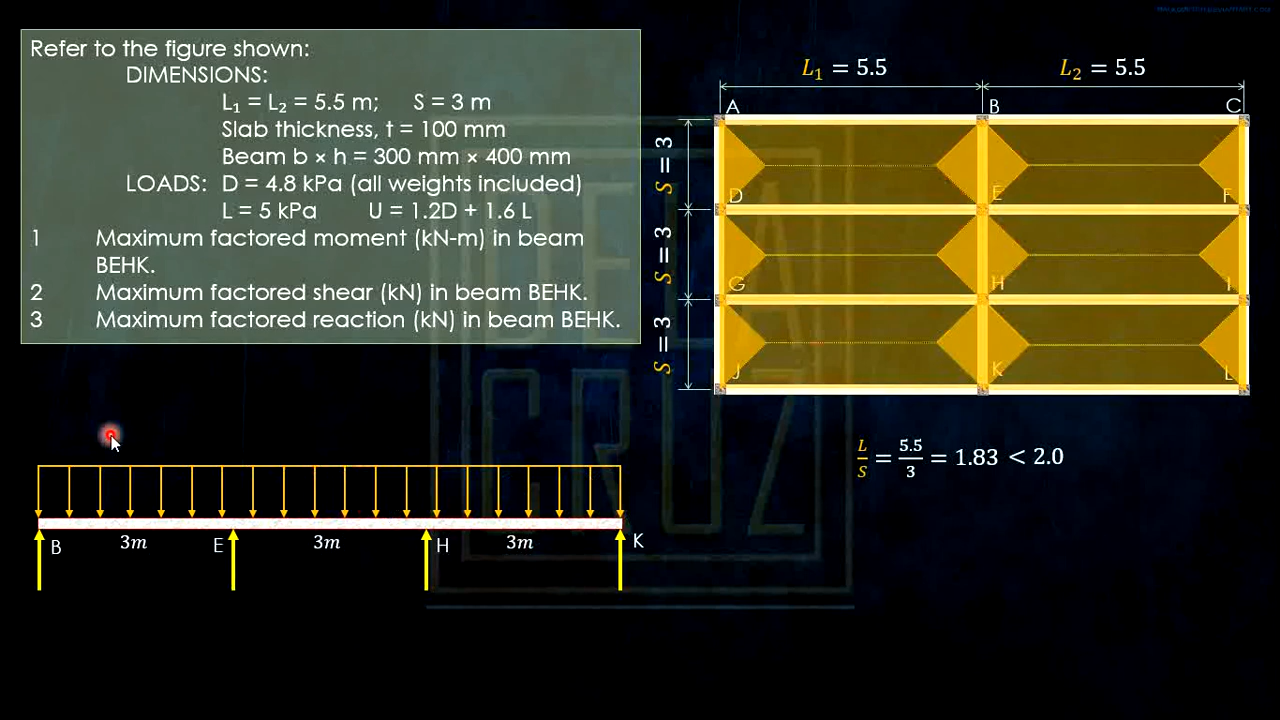 Refer to the figure shown:
DIMENSIONS:
L₁ = L₂ = 5.5 m; S = 3 m
Slab thickness, t = 100 mm
Beam b × h = 300 mm × 400 mm
LOADS: D = 4.8 kPa (all weights included)
L = 5 kPa U = 1.2D + 1.6 L
1 Maximum factored moment (kN-m) in beam
BEHK.
2 Maximum factored shear (kN) in beam BEHK.
3 Maximum factored reaction (kN) in beam BEHK.
L₁ = 5.5 L₂ = 5.5
A B C
S = 3
D E F
S = 3
G H I
S = 3
J K L
L/S = 5.5/3 = 1.83 < 2.0
B 3m E 3m H 3m K
DELA
CRUZ